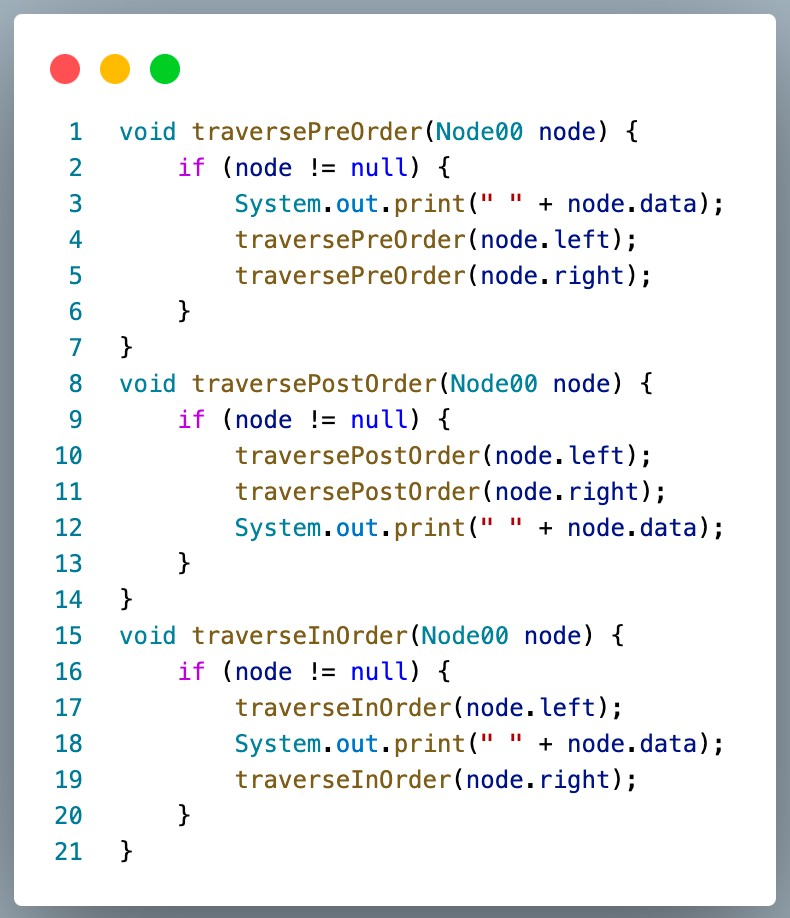 1 void traversePreOrder(Node00 node) {
2     if (node != null) {
3         System.out.print(" " + node.data);
4         traversePreOrder(node.left);
5         traversePreOrder(node.right);
6     }
7 }
8 void traversePostOrder(Node00 node) {
9     if (node != null) {
10         traversePostOrder(node.left);
11         traversePostOrder(node.right);
12         System.out.print(" " + node.data);
13     }
14 }
15 void traverseInOrder(Node00 node) {
16     if (node != null) {
17         traverseInOrder(node.left);
18         System.out.print(" " + node.data);
19         traverseInOrder(node.right);
20     }
21 }